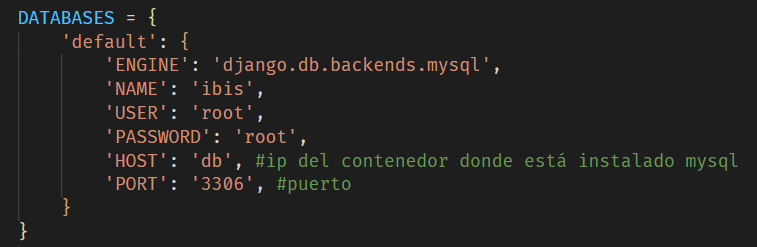 DATABASES = {
    'default': {
        'ENGINE': 'django.db.backends.mysql',
        'NAME': 'ibis',
        'USER': 'root',
        'PASSWORD': 'root',
        'HOST': 'db', #ip del contenedor donde está instalado mysql
        'PORT': '3306', #puerto
    }
}